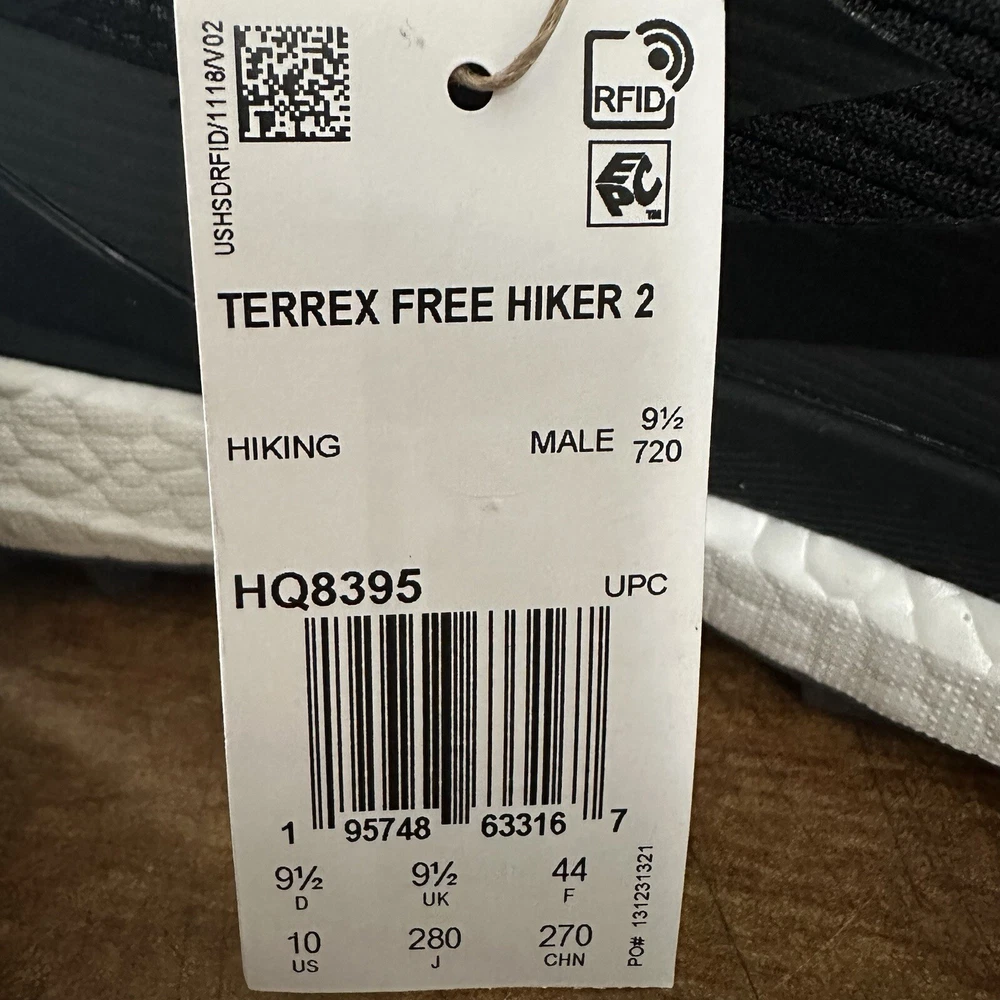 USHSDRFID/1118/V02
RFID
EPC™
TERREX FREE HIKER 2
HIKING MALE 9½
720
HQ8395 UPC
1 95748 63316 7
9½ 9½ 44
D UK F
10 280 270
US J CHN
PO# 131231321